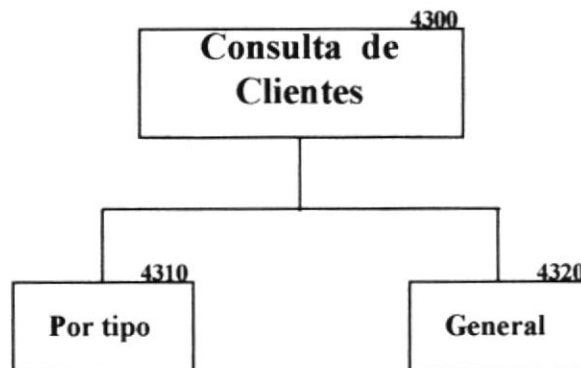 4300
Consulta de
Clientes
4310
4320
Por tipo
General